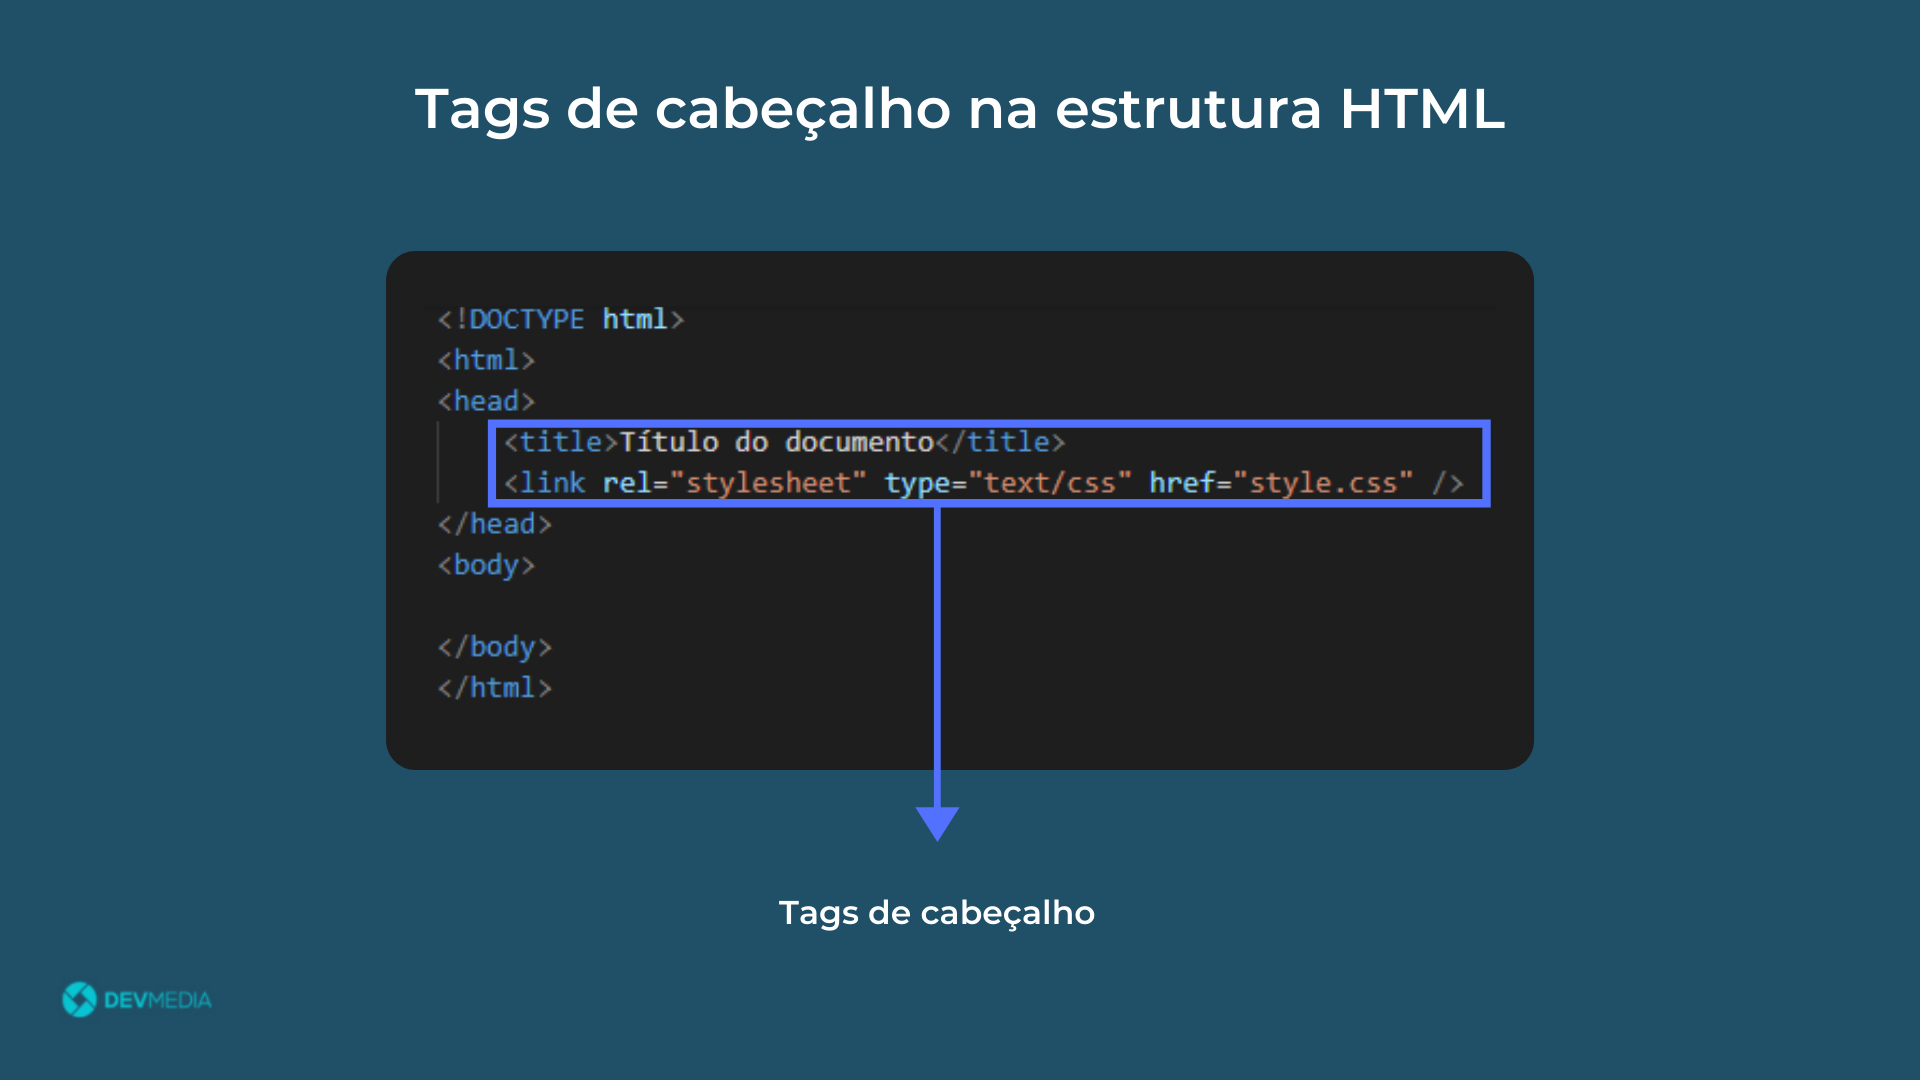 Tags de cabeçalho na estrutura HTML
<!DOCTYPE html>
<html>
<head>
<title>Título do documento</title>
<link rel="stylesheet" type="text/css" href="style.css" />
</head>
<body>
</body>
</html>
Tags de cabeçalho
DEVMEDIA